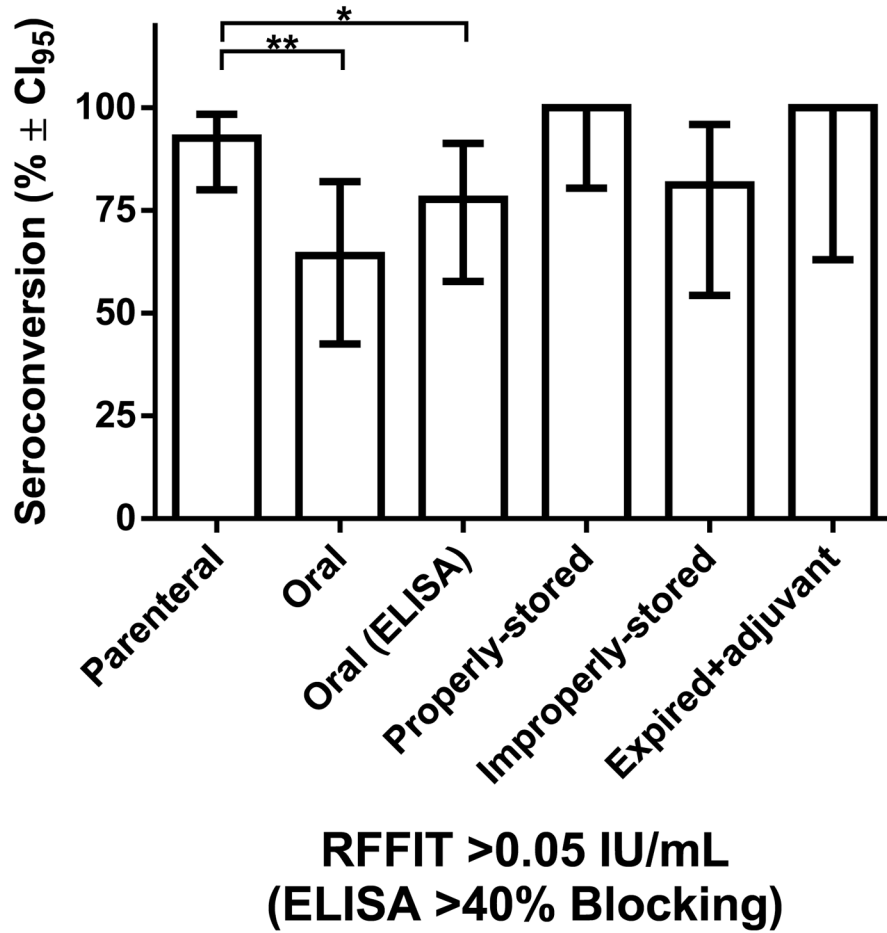 *
**
Seroconversion (% ± CI95)
100
75
50
25
0
Parenteral
Oral
Oral (ELISA)
Properly-stored
Improperly-stored
Expired+adjuvant
RFFIT >0.05 IU/mL
(ELISA >40% Blocking)